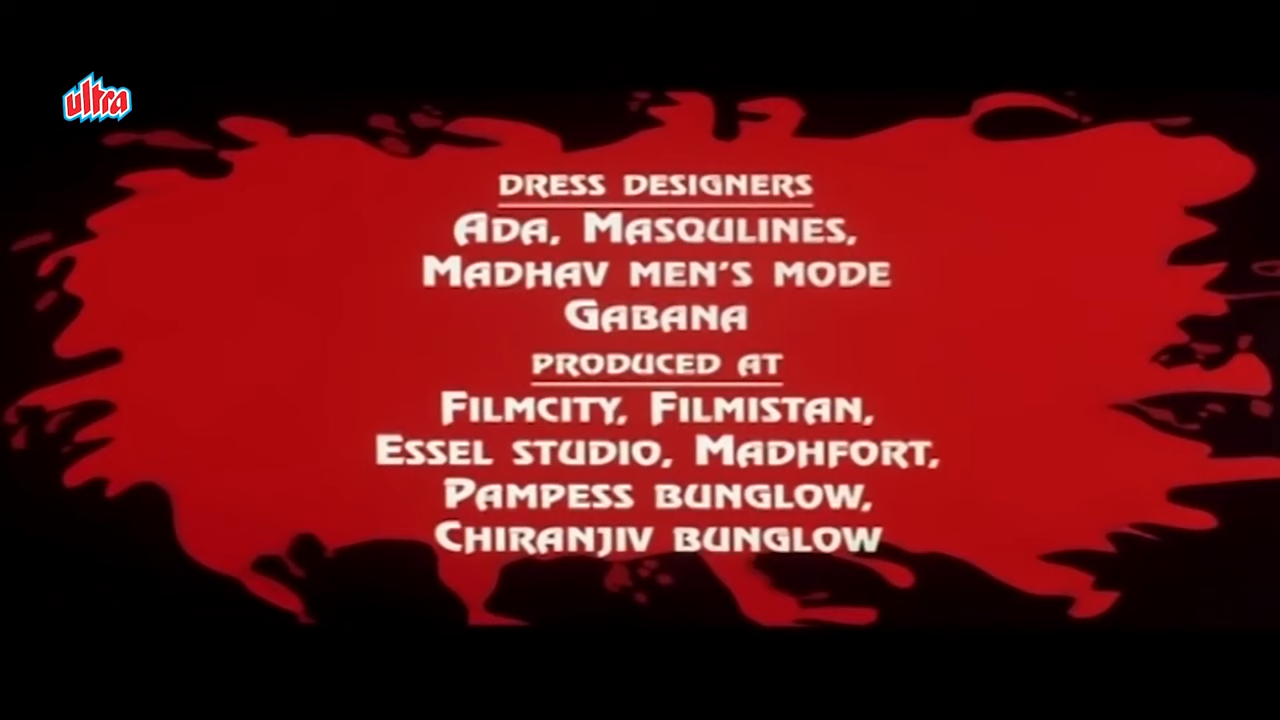 ultra
DRESS DESIGNERS
ADA, MASQULINES,
MADHAV MEN'S MODE
GABANA
PRODUCED AT
FILMCITY, FILMISTAN,
ESSEL STUDIO, MADHFORT,
PAMPESS BUNGLOW,
CHIRANJIV BUNGLOW